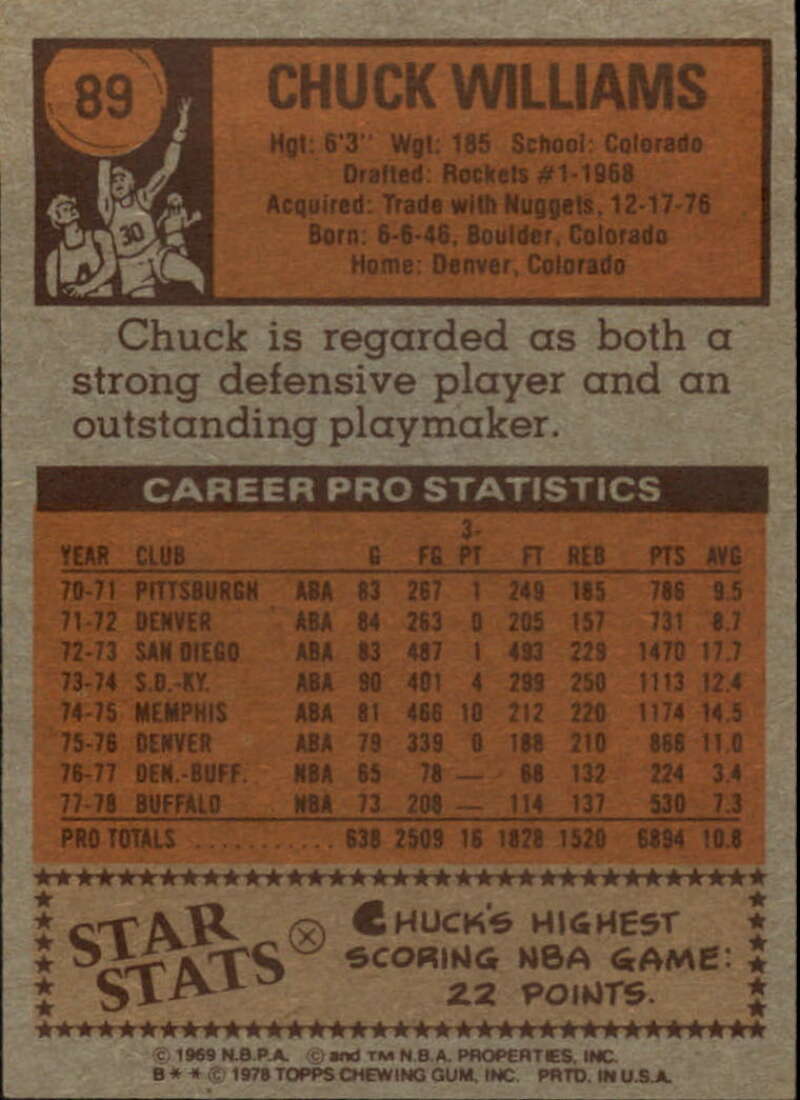 89
CHUCK WILLIAMS
Hgt: 6'3" Wgt: 185 School: Colorado
Drafted: Rockets #1-1968
Acquired: Trade with Nuggets, 12-17-76
Born: 6-6-46, Boulder, Colorado
Home: Denver, Colorado
30
Chuck is regarded as both a
strong defensive player and an
outstanding playmaker.
CAREER PRO STATISTICS
YEAR CLUB G FG 3-PT FT REB PTS AVG
70-71 PITTSBURGH ABA 83 267 1 249 185 786 9.5
71-72 DENVER ABA 84 263 0 205 157 731 8.7
72-73 SAN DIEGO ABA 83 487 1 493 229 1470 17.7
73-74 S.D.-KY. ABA 90 401 4 299 250 1113 12.4
74-75 MEMPHIS ABA 81 466 10 212 220 1174 14.5
75-76 DENVER ABA 79 339 0 188 210 866 11.0
76-77 DEN.-BUFF. NBA 65 78 — 68 132 224 3.4
77-78 BUFFALO NBA 73 208 — 114 137 530 7.3
PRO TOTALS ........... 638 2509 16 1828 1520 6894 10.8
STAR
STATS
CHUCK'S HIGHEST
SCORING NBA GAME:
22 POINTS.
© 1969 N.B.P.A. © and TM N.B.A. PROPERTIES, INC.
B * * © 1978 TOPPS CHEWING GUM, INC. PRTD. IN U.S.A.